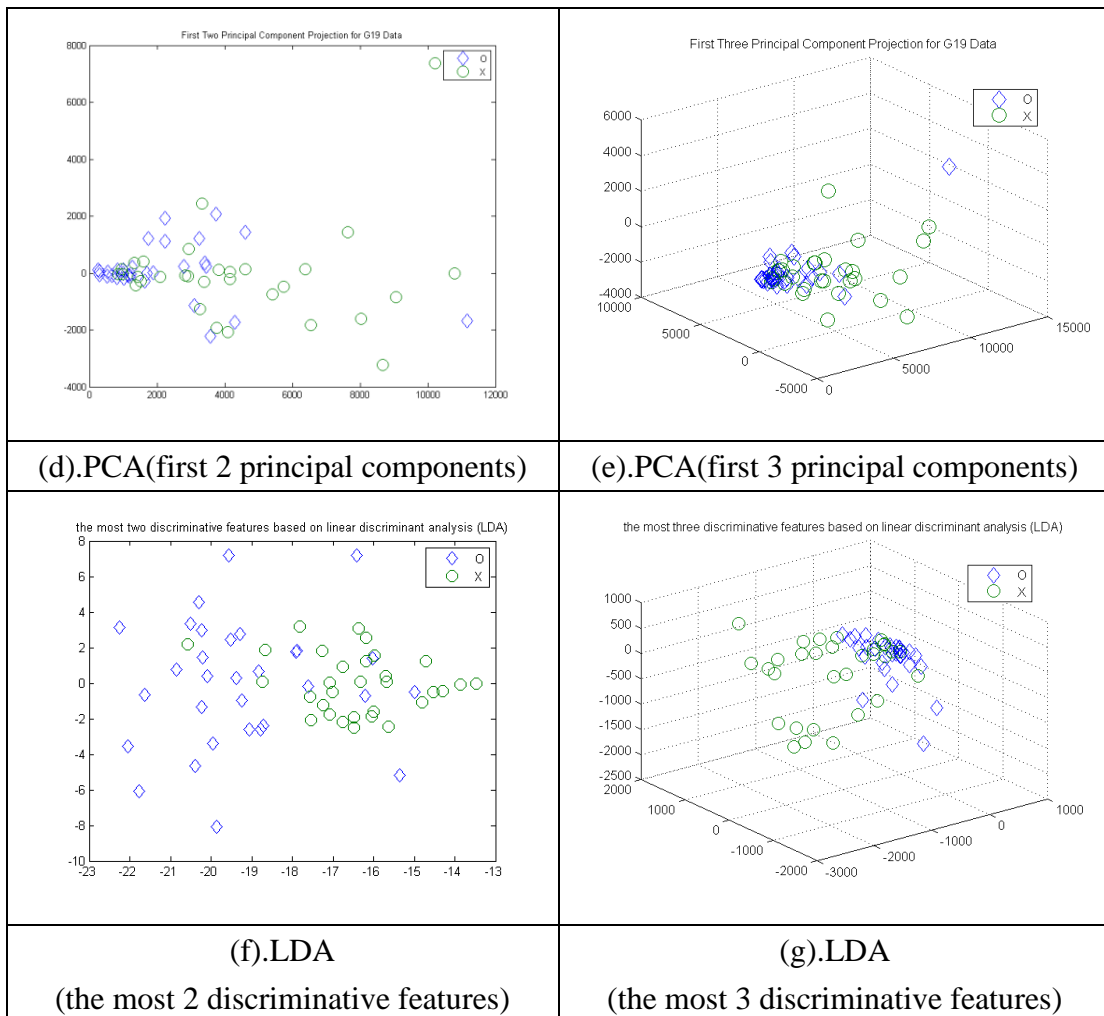 First Two Principal Component Projection for G19 Data
8000
6000
4000
2000
0
-2000
-4000
0 2000 4000 6000 8000 10000 12000
O
X
First Three Principal Component Projection for G19 Data
6000
4000
2000
0
-2000
-4000
10000
5000
0
-5000
0
5000
10000
15000
O
X
(d).PCA(first 2 principal components)
(e).PCA(first 3 principal components)
the most two discriminative features based on linear discriminant analysis (LDA)
8
6
4
2
0
-2
-4
-6
-8
-10
-23 -22 -21 -20 -19 -18 -17 -16 -15 -14 -13
O
X
the most three discriminative features based on linear discriminant analysis (LDA)
1000
500
0
-500
-1000
-1500
-2000
-2500
2000
1000
0
-1000
-2000
-3000
-2000
-1000
0
1000
O
X
(f).LDA
(the most 2 discriminative features)
(g).LDA
(the most 3 discriminative features)